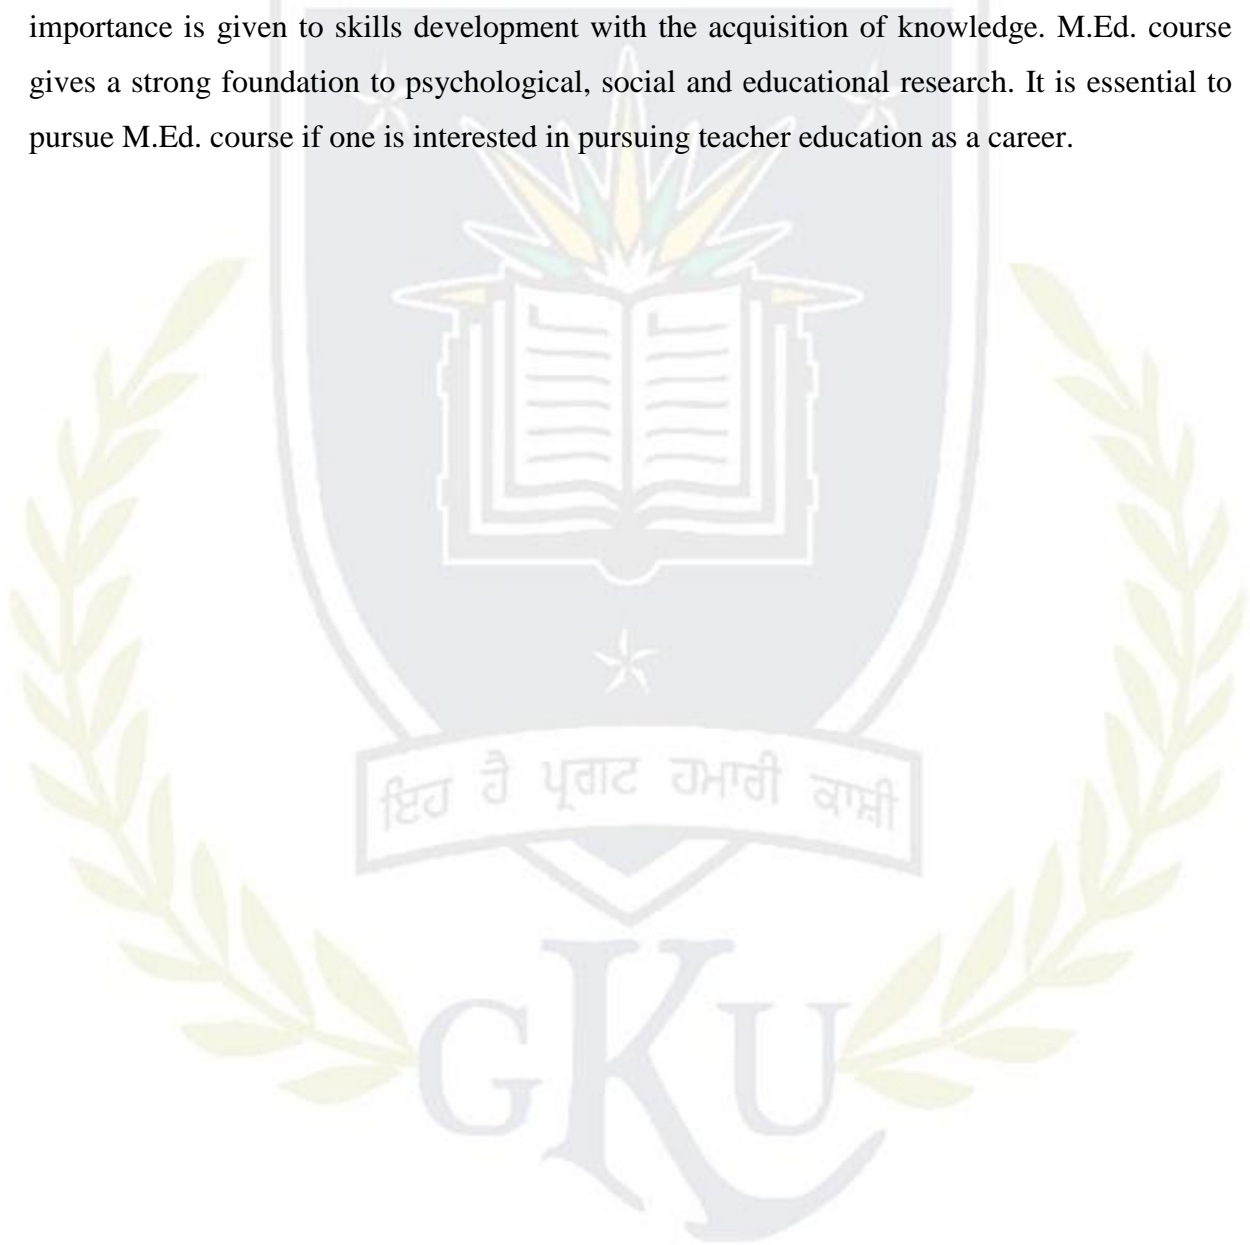 importance is given to skills development with the acquisition of knowledge. M.Ed. course
gives a strong foundation to psychological, social and educational research. It is essential to
pursue M.Ed. course if one is interested in pursuing teacher education as a career.
ਇਹ ਹੈ ਪ੍ਰਗਟ ਹਮਾਰੀ ਕਾਸ਼ੀ
GKU